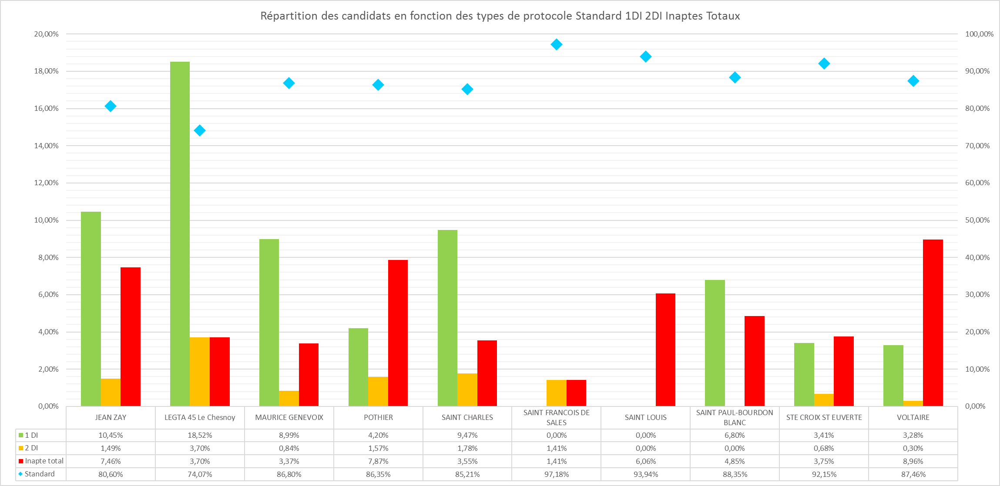 Répartition des candidats en fonction des types de protocole Standard 1DI 2DI Inaptes Totaux
20,00% 100,00%
18,00% 90,00%
16,00% 80,00%
14,00% 70,00%
12,00% 60,00%
10,00% 50,00%
8,00% 40,00%
6,00% 30,00%
4,00% 20,00%
2,00% 10,00%
0,00% 0,00%
JEAN ZAY LEGTA 45 Le Chesnoy MAURICE GENEVOIX POTHIER SAINT CHARLES SAINT FRANCOIS DE SALES SAINT LOUIS SAINT PAUL-BOURDON BLANC STE CROIX ST EUVERTE VOLTAIRE
1 DI 10,45% 18,52% 8,99% 4,20% 9,47% 0,00% 0,00% 6,80% 3,41% 3,28%
2 DI 1,49% 3,70% 0,84% 1,57% 1,78% 1,41% 0,00% 0,00% 0,68% 0,30%
Inapte total 7,46% 3,70% 3,37% 7,87% 3,55% 1,41% 6,06% 4,85% 3,75% 8,96%
Standard 80,60% 74,07% 86,80% 86,35% 85,21% 97,18% 93,94% 88,35% 92,15% 87,46%